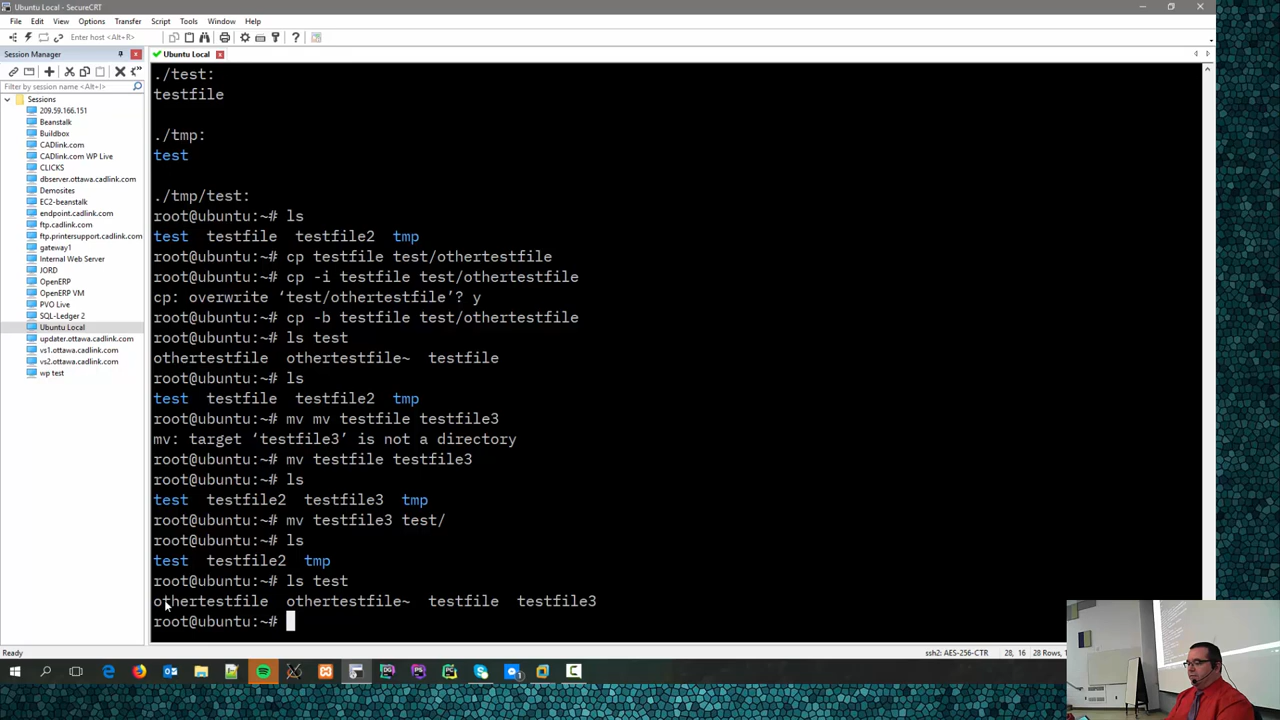 Ubuntu Local - SecureCRT
File Edit View Options Transfer Script Tools Window Help
Enter host <Alt+R>
Session Manager
Ubuntu Local
Filter by session name <Alt+I>
Sessions
209.59.166.151
Beanstalk
Buildbox
CADlink.com
CADlink.com WP Live
CLICKS
dbserver.ottawa.cadlink.com
Demosites
EC2-beanstalk
endpoint.cadlink.com
ftp.cadlink.com
ftp.printersupport.cadlink.com
gateway1
Internal Web Server
JORD
OpenERP
OpenERP VM
PVO Live
SQL-Ledger 2
Ubuntu Local
updater.ottawa.cadlink.com
vs1.ottawa.cadlink.com
vs2.ottawa.cadlink.com
wp test
./test:
testfile
./tmp:
test
./tmp/test:
root@ubuntu:~# ls
test testfile testfile2 tmp
root@ubuntu:~# cp testfile test/othertestfile
root@ubuntu:~# cp -i testfile test/othertestfile
cp: overwrite ‘test/othertestfile’? y
root@ubuntu:~# cp -b testfile test/othertestfile
root@ubuntu:~# ls test
othertestfile othertestfile~ testfile
root@ubuntu:~# ls
test testfile testfile2 tmp
root@ubuntu:~# mv mv testfile testfile3
mv: target ‘testfile3’ is not a directory
root@ubuntu:~# mv testfile testfile3
root@ubuntu:~# ls
test testfile2 testfile3 tmp
root@ubuntu:~# mv testfile3 test/
root@ubuntu:~# ls
test testfile2 tmp
root@ubuntu:~# ls test
othertestfile othertestfile~ testfile testfile3
root@ubuntu:~#
Ready
ssh2: AES-256-CTR 28, 16 28 Rows,